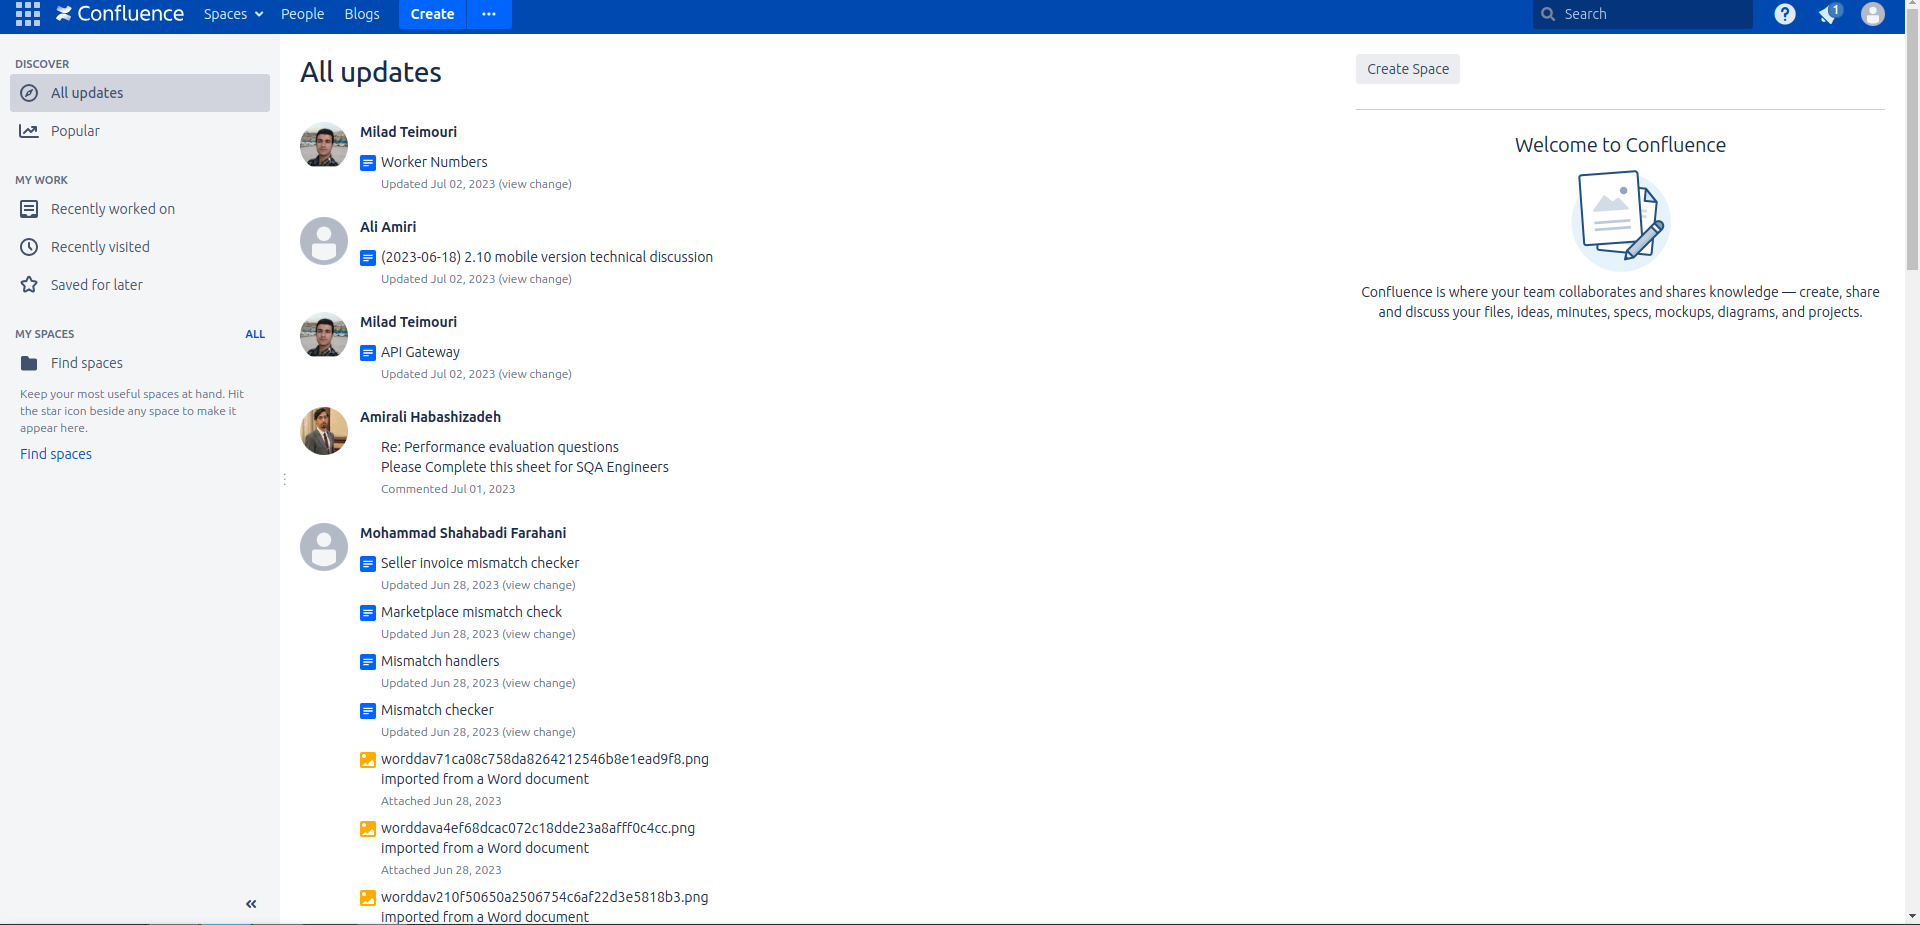 Confluence
Spaces
People
Blogs
Create
Search
1
DISCOVER
All updates
Popular
MY WORK
Recently worked on
Recently visited
Saved for later
MY SPACES
ALL
Find spaces
Keep your most useful spaces at hand. Hit
the star icon beside any space to make it
appear here.
Find spaces
All updates
Milad Teimouri
Worker Numbers
Updated Jul 02, 2023 (view change)
Ali Amiri
(2023-06-18) 2.10 mobile version technical discussion
Updated Jul 02, 2023 (view change)
Milad Teimouri
API Gateway
Updated Jul 02, 2023 (view change)
Amirali Habashizadeh
Re: Performance evaluation questions
Please Complete this sheet for SQA Engineers
Commented Jul 01, 2023
Mohammad Shahabadi Farahani
Seller invoice mismatch checker
Updated Jun 28, 2023 (view change)
Marketplace mismatch check
Updated Jun 28, 2023 (view change)
Mismatch handlers
Updated Jun 28, 2023 (view change)
Mismatch checker
Updated Jun 28, 2023 (view change)
worddav71ca08c758da8264212546b8e1ead9f8.png
Imported from a Word document
Attached Jun 28, 2023
worddava4ef68dcac072c18dde23a8afff0c4cc.png
Imported from a Word document
Attached Jun 28, 2023
worddav210f50650a2506754c6af22d3e5818b3.png
Imported from a Word document
Create Space
Welcome to Confluence
Confluence is where your team collaborates and shares knowledge — create, share
and discuss your files, ideas, minutes, specs, mockups, diagrams, and projects.